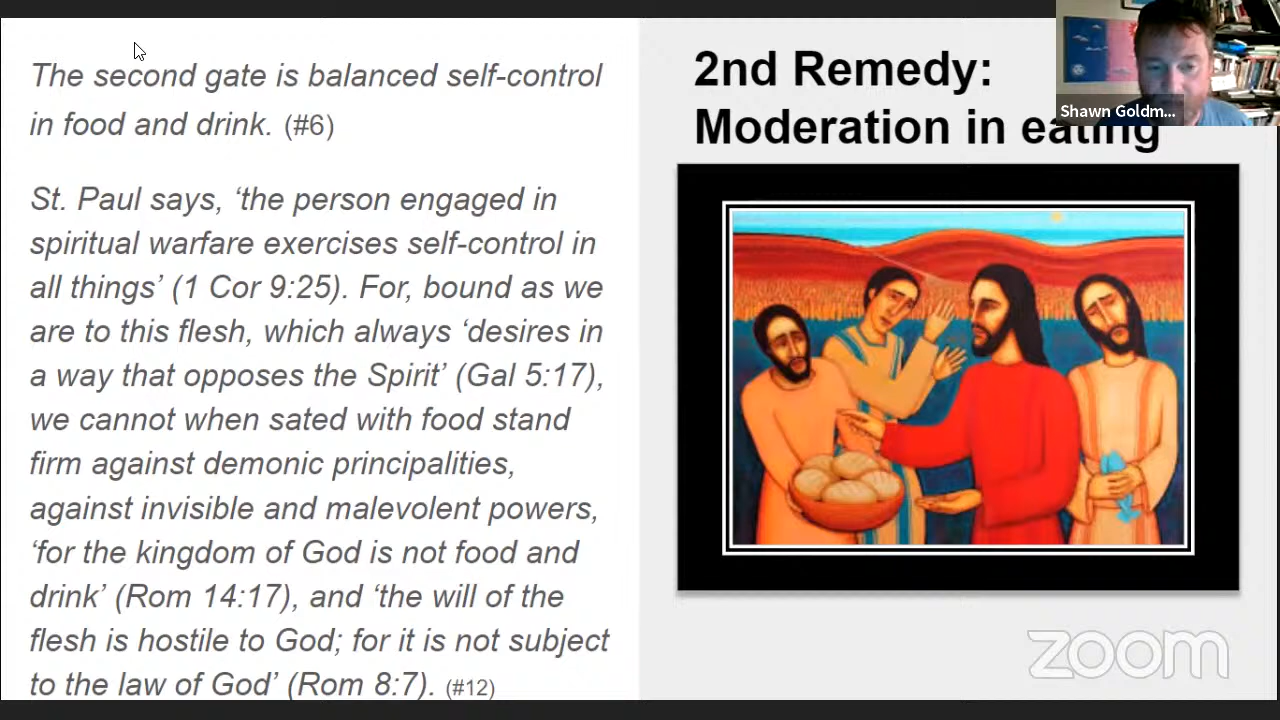 The second gate is balanced self-control
in food and drink. (#6)
St. Paul says, ‘the person engaged in
spiritual warfare exercises self-control in
all things’ (1 Cor 9:25). For, bound as we
are to this flesh, which always ‘desires in
a way that opposes the Spirit’ (Gal 5:17),
we cannot when sated with food stand
firm against demonic principalities,
against invisible and malevolent powers,
‘for the kingdom of God is not food and
drink’ (Rom 14:17), and ‘the will of the
flesh is hostile to God; for it is not subject
to the law of God’ (Rom 8:7). (#12)
2nd Remedy:
Moderation in eating
Shawn Goldm...
zoom